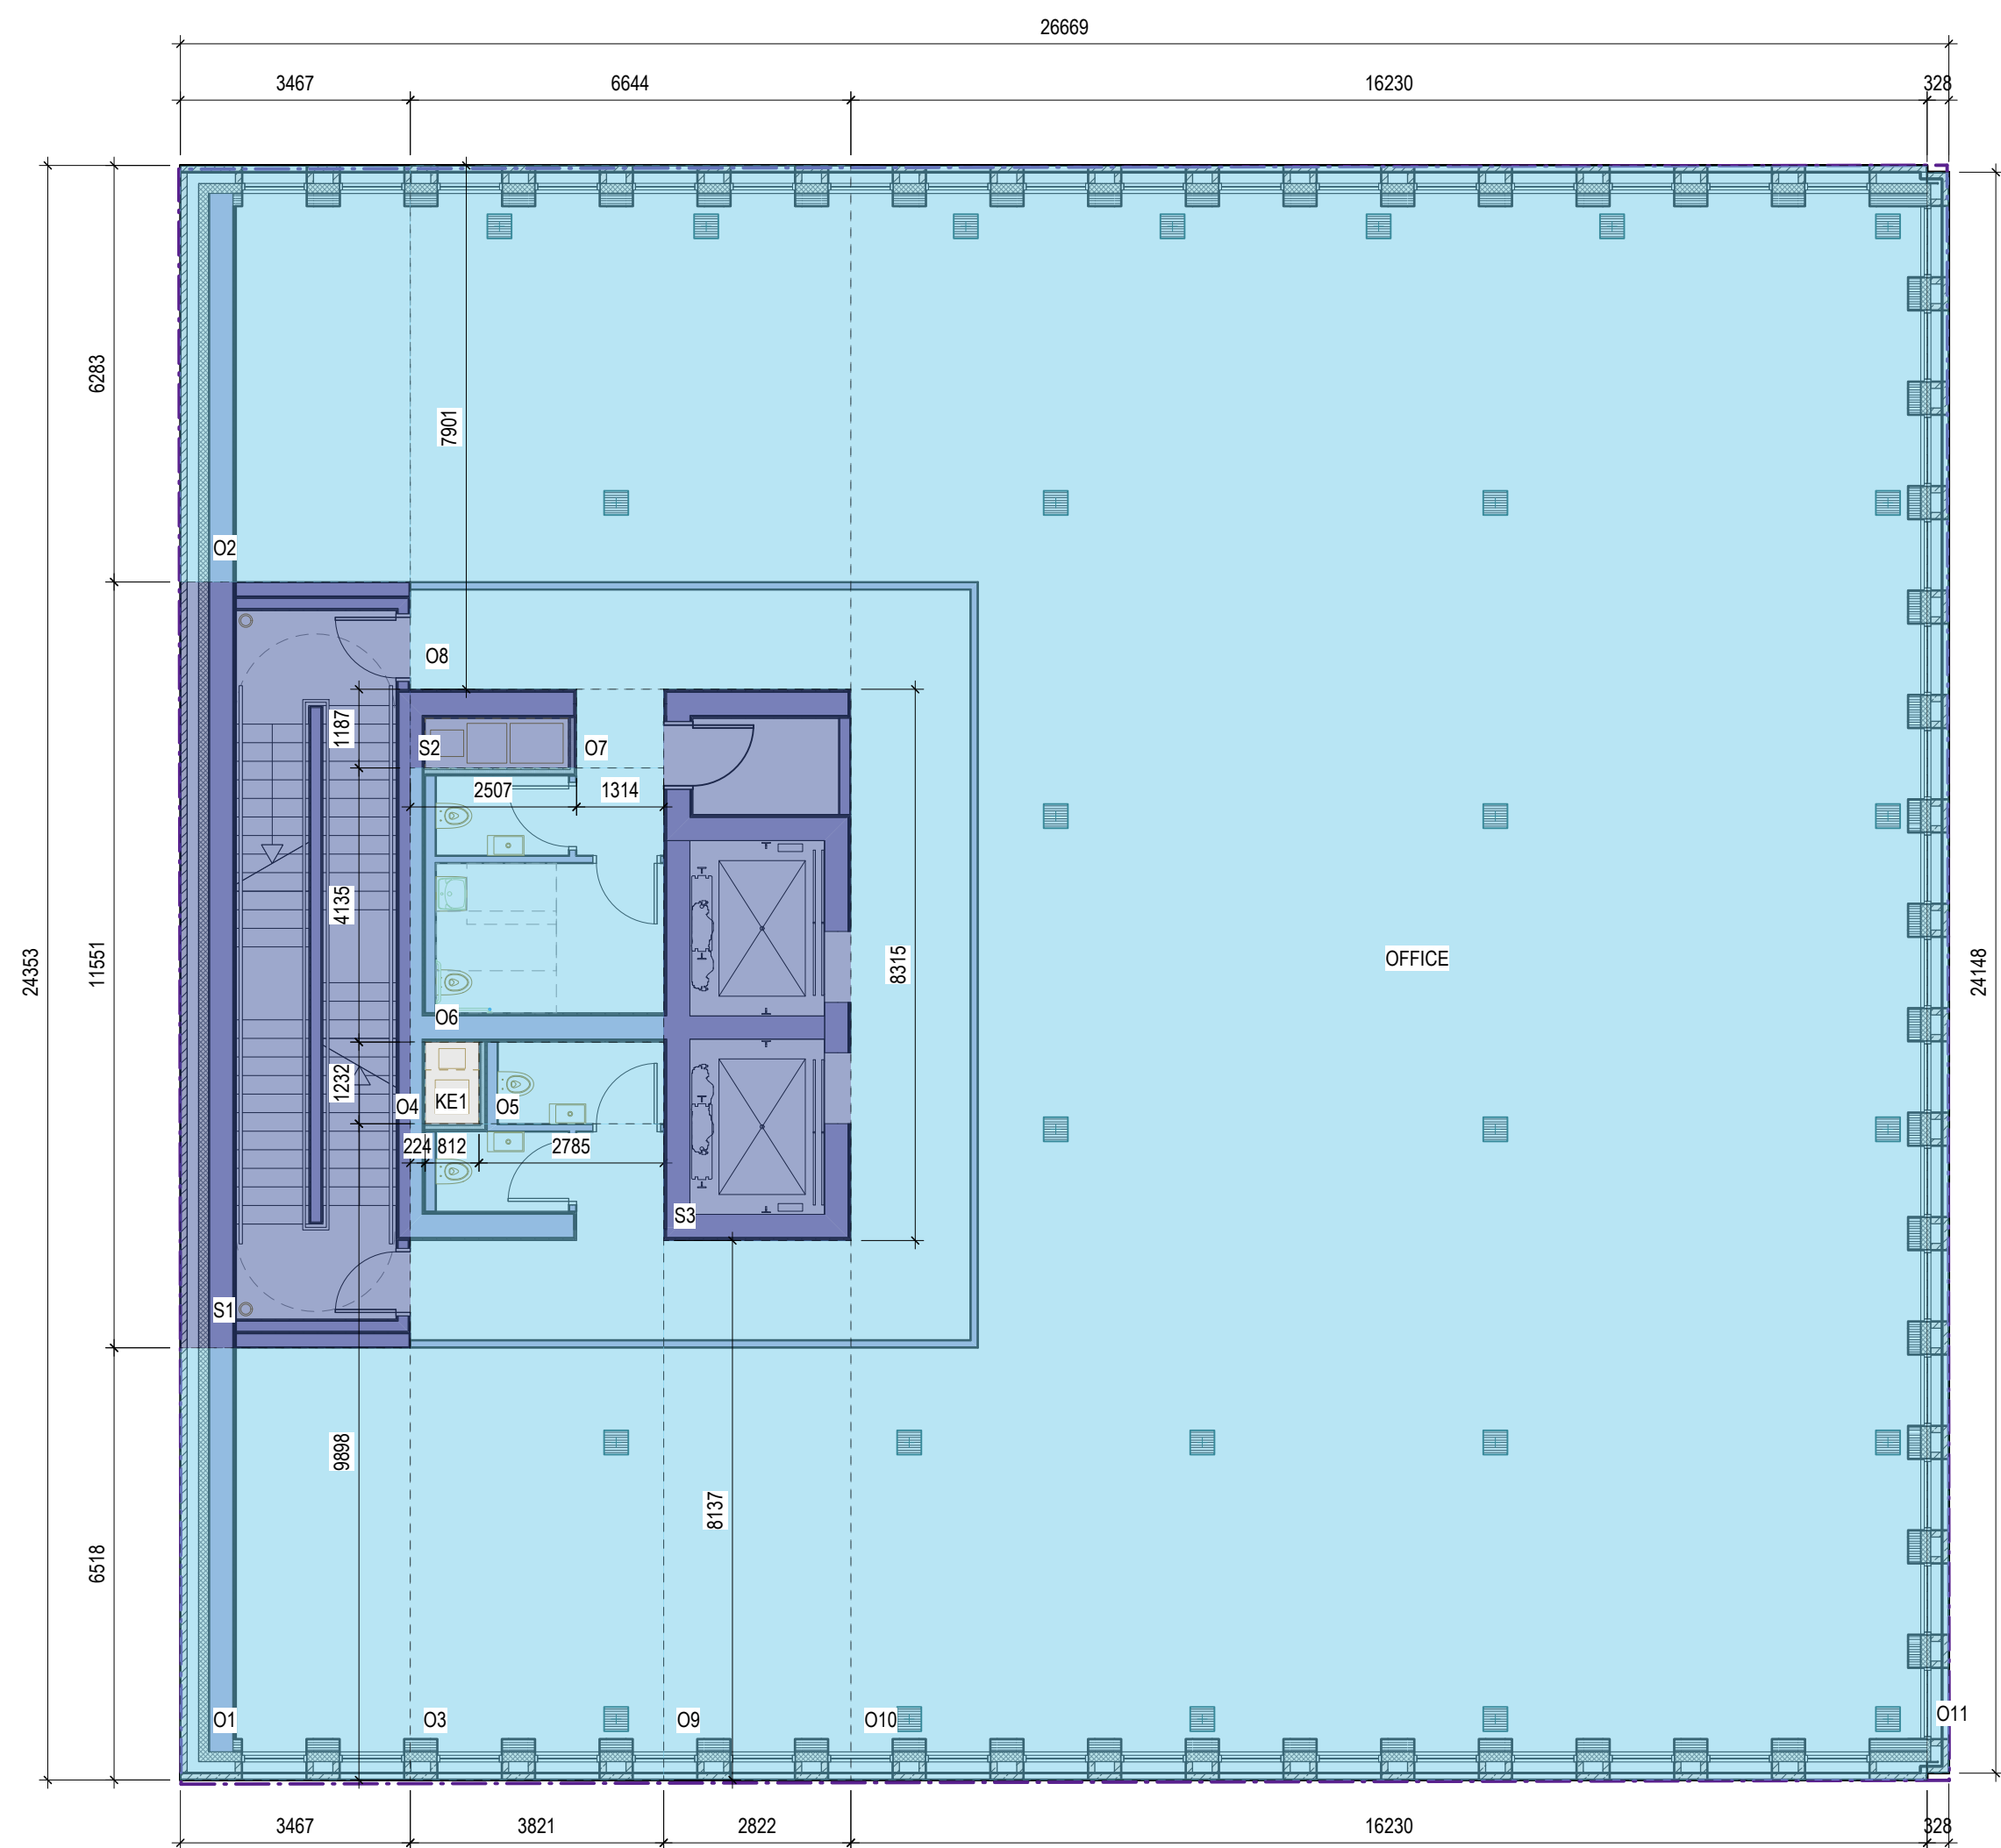 26669
3467 6644 16230 328
6283
7901
O2
O8
1187
S2
O7
2507 1314
4135
24353
11551
8315
OFFICE
24148
O6
1232
O4
KE1
O5
224 812 2785
S3
S1
9898
8137
6518
O1
O3
O9
O10
O11
3467 3821 2822 16230 328